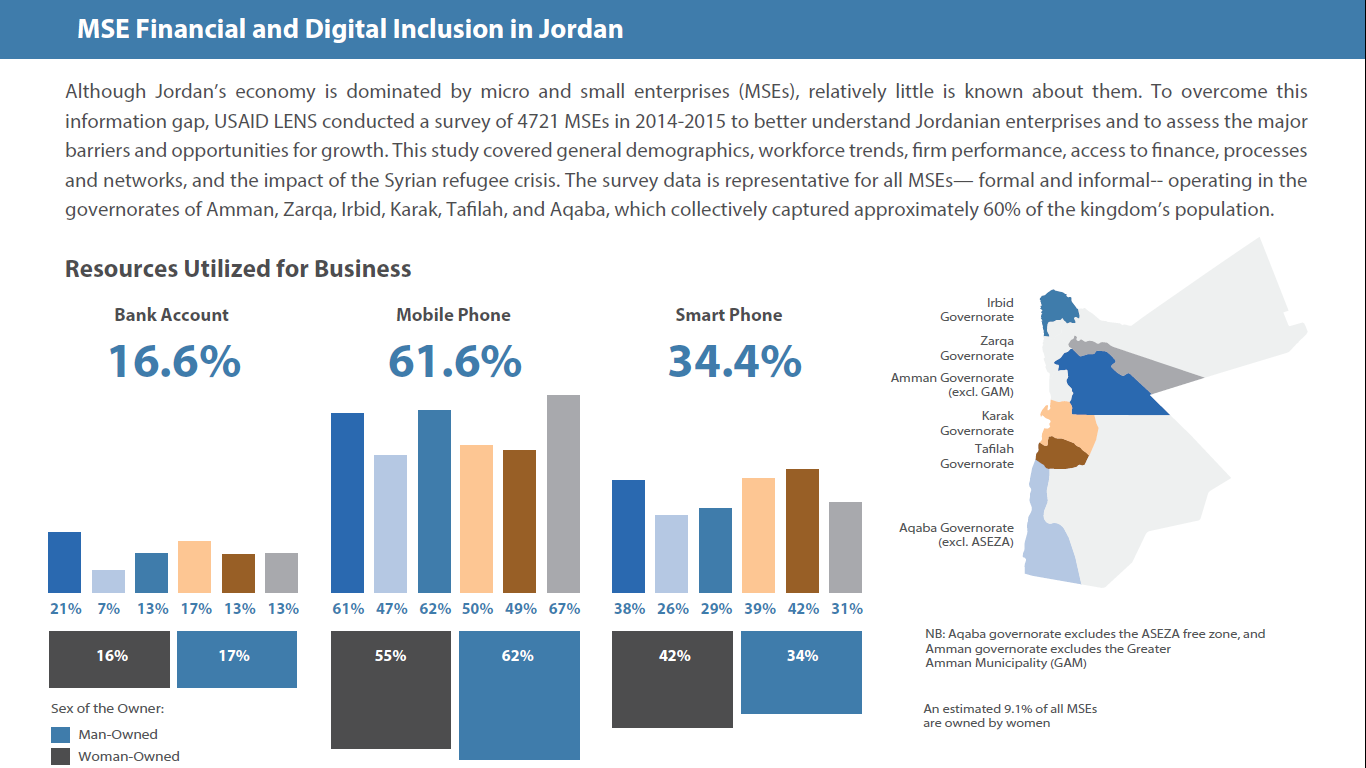 MSE Financial and Digital Inclusion in Jordan
Although Jordan’s economy is dominated by micro and small enterprises (MSEs), relatively little is known about them. To overcome this
information gap, USAID LENS conducted a survey of 4721 MSEs in 2014-2015 to better understand Jordanian enterprises and to assess the major
barriers and opportunities for growth. This study covered general demographics, workforce trends, firm performance, access to finance, processes
and networks, and the impact of the Syrian refugee crisis. The survey data is representative for all MSEs— formal and informal-- operating in the
governorates of Amman, Zarqa, Irbid, Karak, Tafilah, and Aqaba, which collectively captured approximately 60% of the kingdom’s population.
Resources Utilized for Business
Bank Account
16.6%
21% 7% 13% 17% 13% 13%
16% 17%
Mobile Phone
61.6%
61% 47% 62% 50% 49% 67%
55% 62%
Smart Phone
34.4%
38% 26% 29% 39% 42% 31%
42% 34%
Sex of the Owner:
Man-Owned
Woman-Owned
Irbid
Governorate
Zarqa
Governorate
Amman Governorate
(excl. GAM)
Karak
Governorate
Tafilah
Governorate
Aqaba Governorate
(excl. ASEZA)
NB: Aqaba governorate excludes the ASEZA free zone, and
Amman governorate excludes the Greater
Amman Municipality (GAM)
An estimated 9.1% of all MSEs
are owned by women